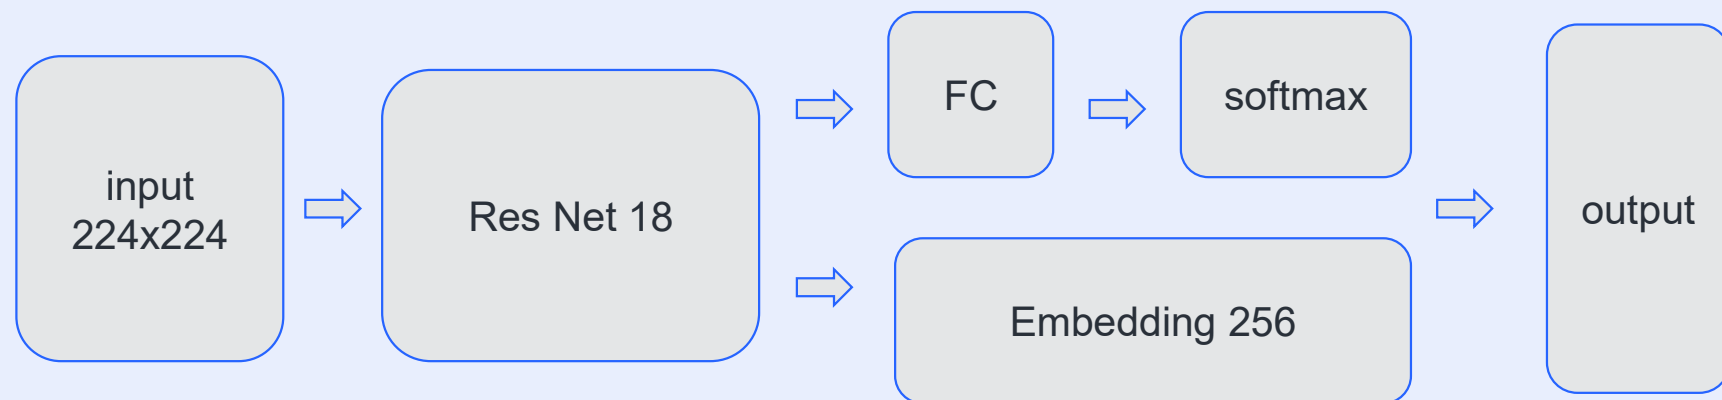 input
224x224
Res Net 18
FC
softmax
Embedding 256
output